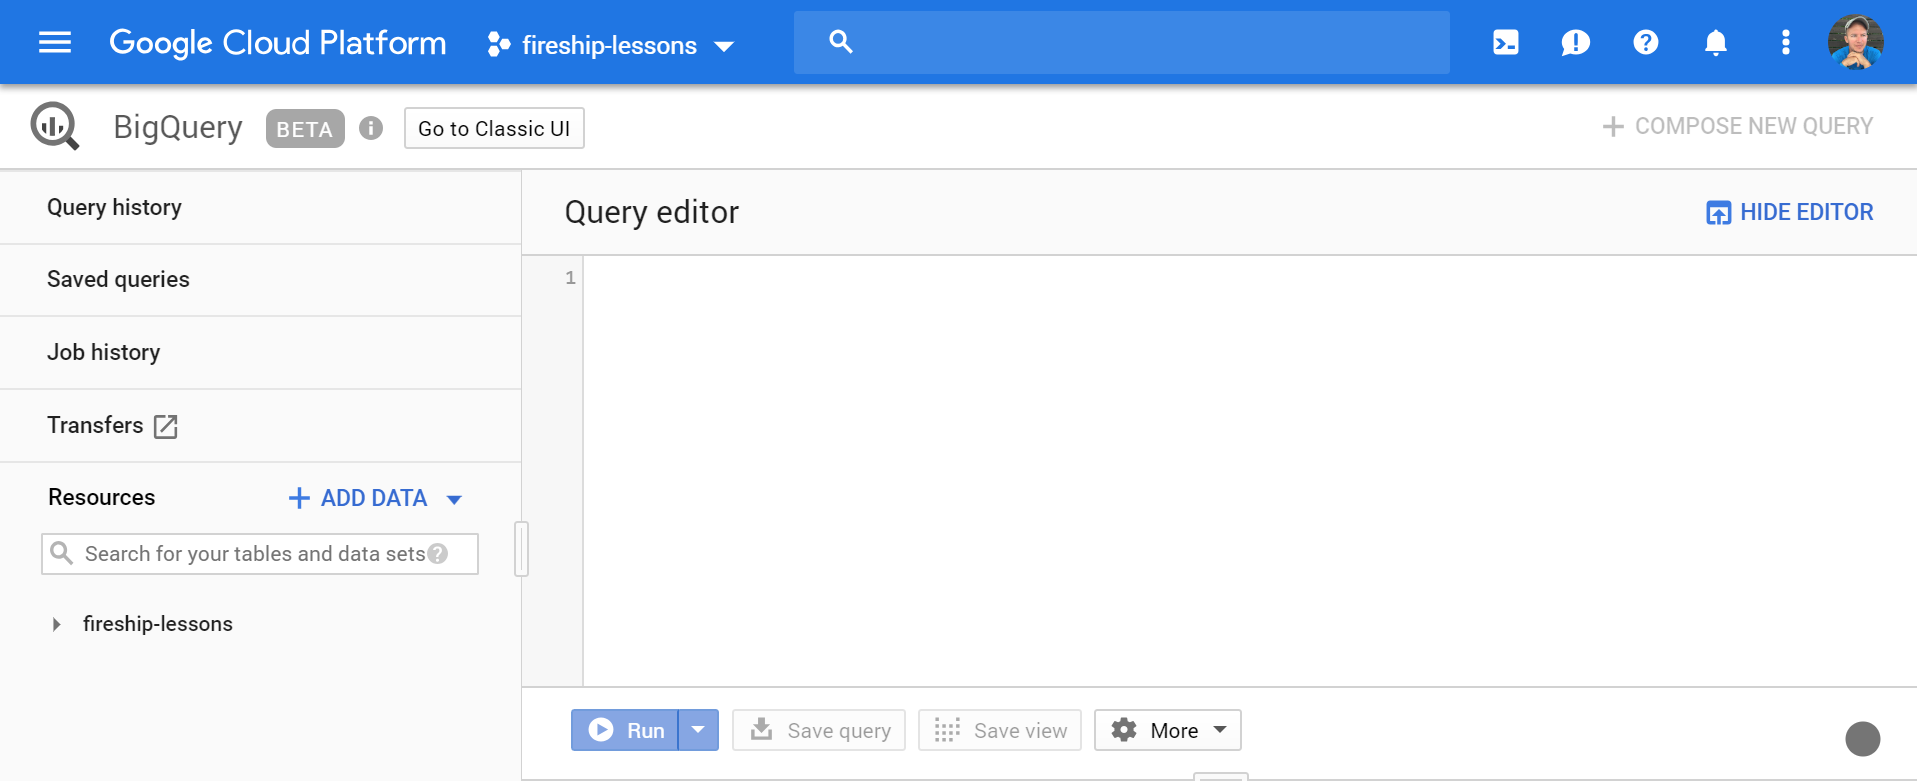 Google Cloud Platform fireship-lessons
BigQuery BETA Go to Classic UI
COMPOSE NEW QUERY
Query history
Saved queries
Job history
Transfers
Resources ADD DATA
Search for your tables and data sets
fireship-lessons
Query editor HIDE EDITOR
1
Run Save query Save view More